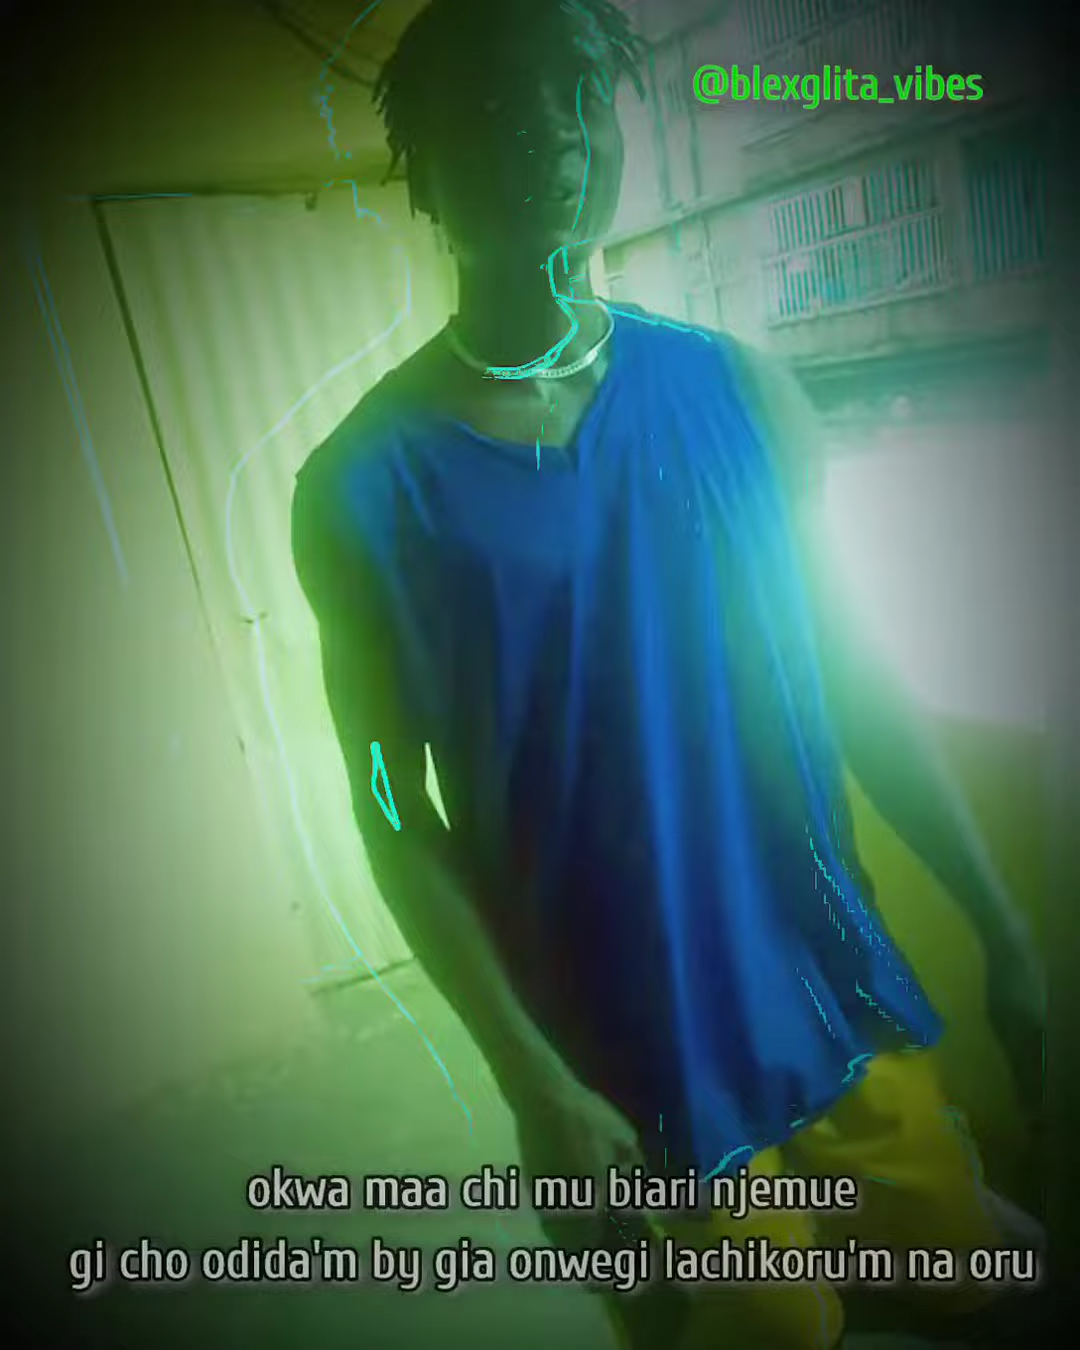 @blexglita_vibes
okwa maa chi mu biari njemue
gi cho odida'm by gia onwegi lachikoru'm na oru